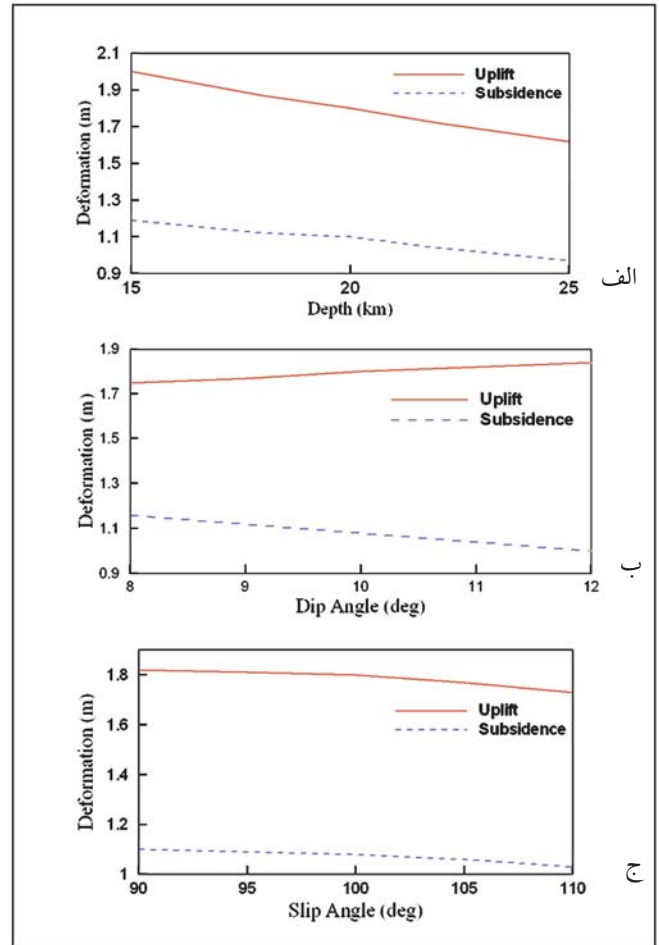 2.1
1.9
1.7
1.5
1.3
1.1
0.9
Deformation (m)
Uplift
Subsidence
15 20 25
Depth (km)
الف
1.9
1.7
1.5
1.3
1.1
0.9
Deformation (m)
Uplift
Subsidence
8 9 10 11 12
Dip Angle (deg)
ب
1.8
1.6
1.4
1.2
1
Deformation (m)
Uplift
Subsidence
90 95 100 105 110
Slip Angle (deg)
ج